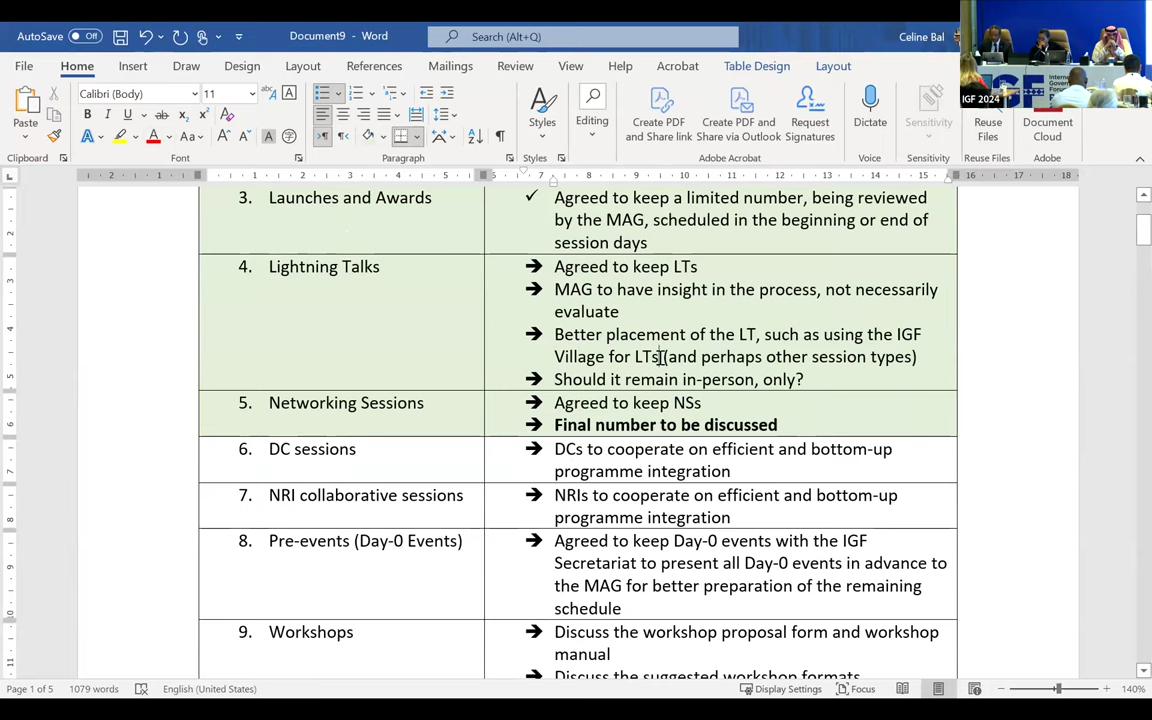 AutoSave Off
Document9 - Word
Search (Alt+Q)
Celine Bal
File Home Insert Draw Design Layout References Mailings Review View Help Acrobat Table Design Layout
Calibri (Body) 11
Paste
Styles
Editing
Create PDF and Share link
Create PDF and Share via Outlook
Request Signatures
Dictate
Sensitivity
Reuse Files
Document Cloud
Clipboard Font Paragraph Styles Adobe Acrobat Voice Sensitivity Reuse Files Adobe
IGF 2024
3. Launches and Awards
✓ Agreed to keep a limited number, being reviewed
by the MAG, scheduled in the beginning or end of
session days
4. Lightning Talks
➔ Agreed to keep LTs
➔ MAG to have insight in the process, not necessarily
evaluate
➔ Better placement of the LT, such as using the IGF
Village for LTs (and perhaps other session types)
➔ Should it remain in-person, only?
5. Networking Sessions
➔ Agreed to keep NSs
➔ Final number to be discussed
6. DC sessions
➔ DCs to cooperate on efficient and bottom-up
programme integration
7. NRI collaborative sessions
➔ NRIs to cooperate on efficient and bottom-up
programme integration
8. Pre-events (Day-0 Events)
➔ Agreed to keep Day-0 events with the IGF
Secretariat to present all Day-0 events in advance to
the MAG for better preparation of the remaining
schedule
9. Workshops
➔ Discuss the workshop proposal form and workshop
manual
➔ Discuss the suggested workshop formats
Page 1 of 5 1079 words English (United States) Display Settings Focus 140%